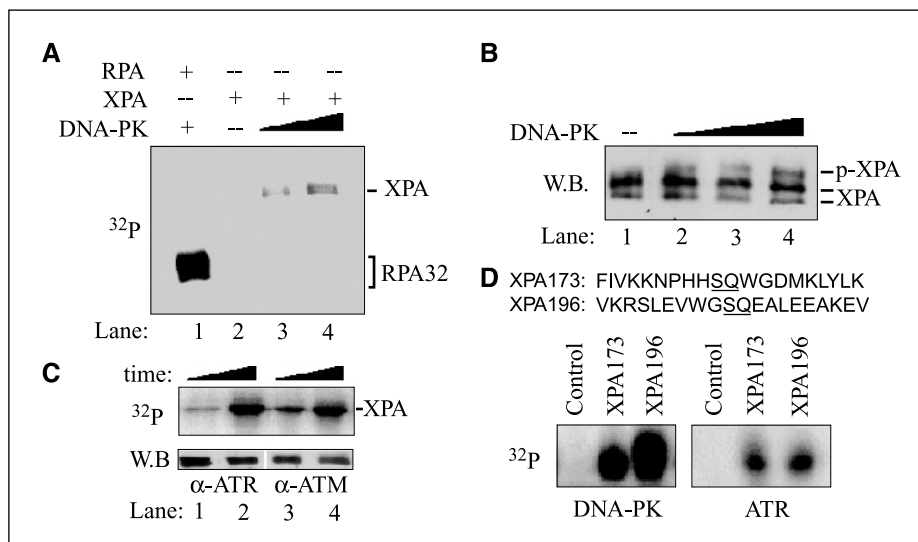 A
RPA + -- -- --
XPA -- + + +
DNA-PK + --
32P
XPA
RPA32
Lane: 1 2 3 4
B
DNA-PK --
W.B.
p-XPA
XPA
Lane: 1 2 3 4
C
time:
32P
-XPA
W.B
α-ATR α-ATM
Lane: 1 2 3 4
D
XPA173: FIVKKNPHHSQWGDMKLYLK
XPA196: VKRSLEVWGSQEALEEAKEV
Control XPA173 XPA196 Control XPA173 XPA196
32P
DNA-PK ATR